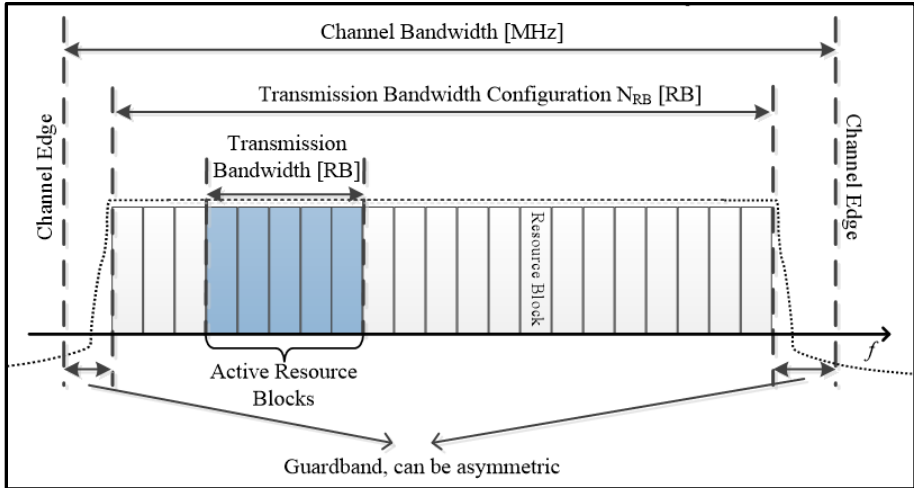 Channel Bandwidth [MHz]
Transmission Bandwidth Configuration N_RB [RB]
Transmission
Bandwidth [RB]
Channel Edge
Channel Edge
Resource Block
f
Active Resource
Blocks
Guardband, can be asymmetric